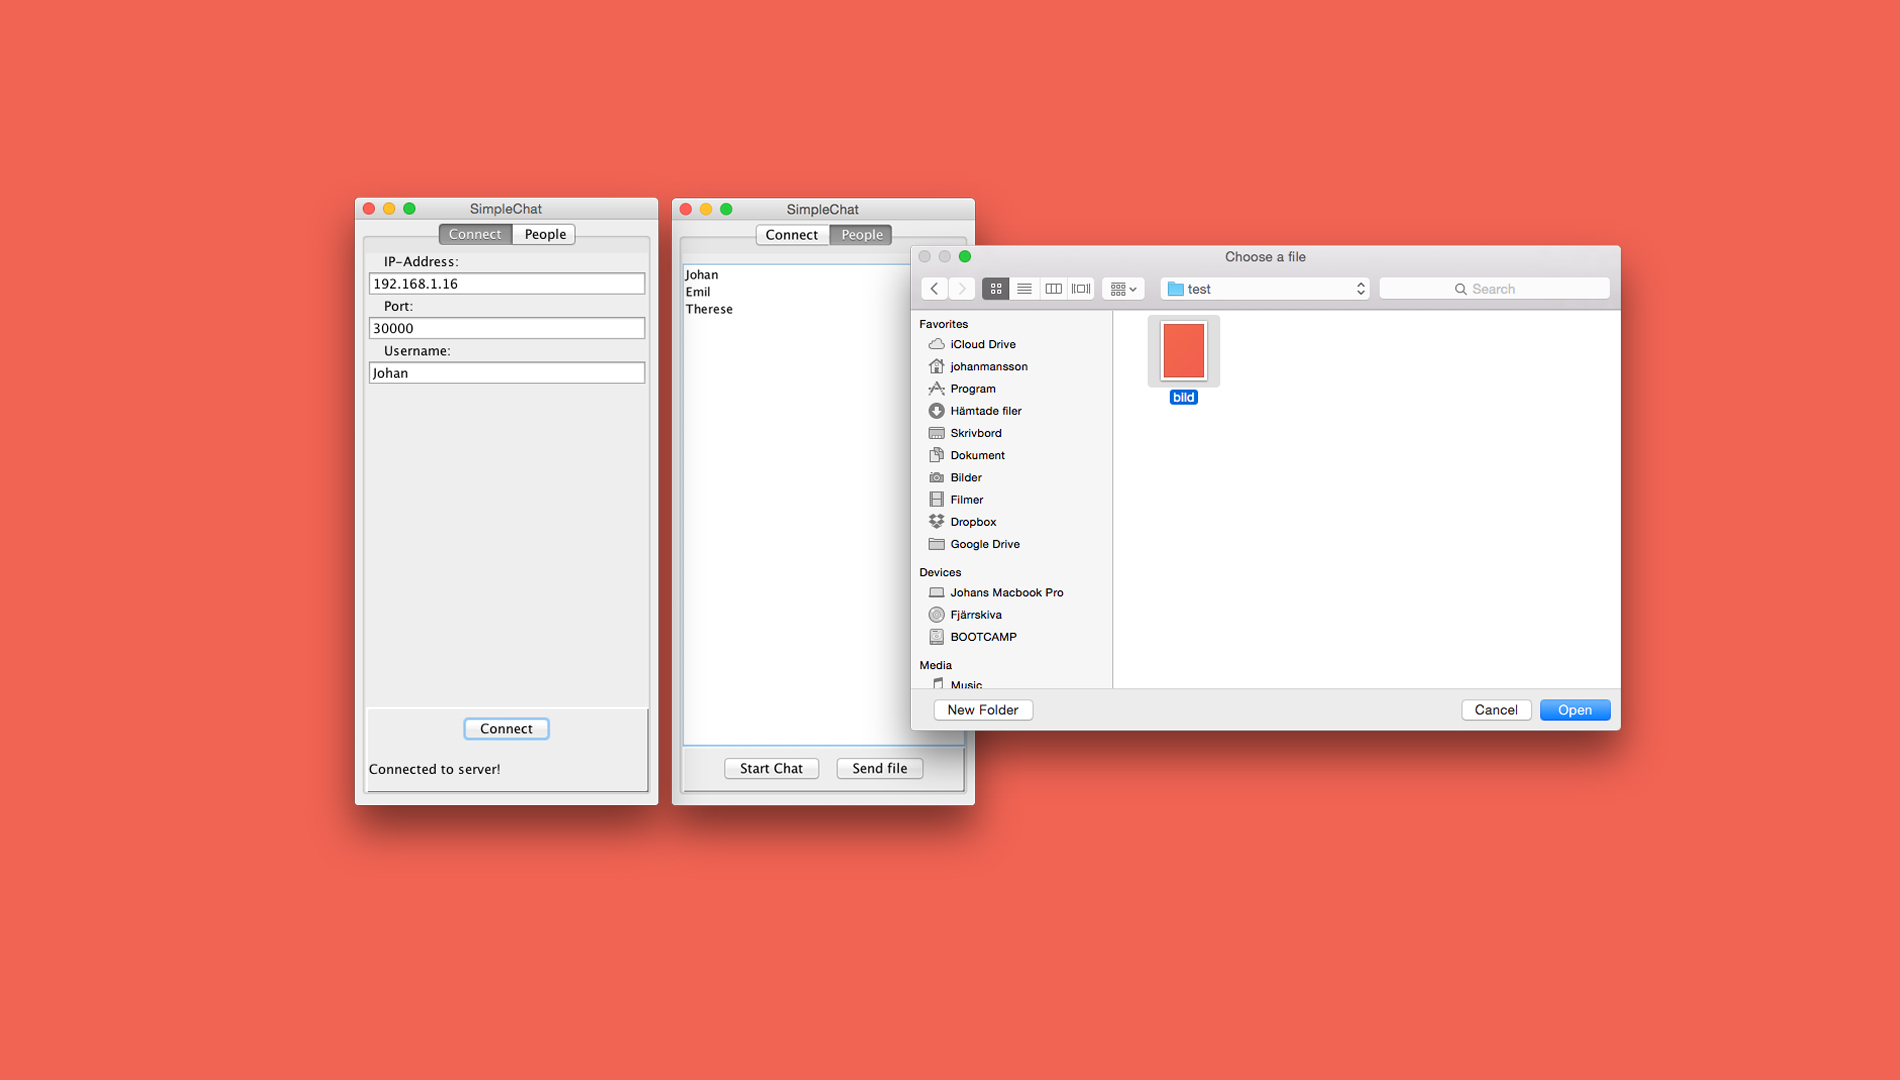 SimpleChat
Connect People
IP-Address:
192.168.1.16
Port:
30000
Username:
Johan
Connect
Connected to server!
SimpleChat
Connect People
Johan
Emil
Therese
Start Chat Send file
Choose a file
test
Search
Favorites
iCloud Drive
johanmansson
Program
Hämtade filer
Skrivbord
Dokument
Bilder
Filmer
Dropbox
Google Drive
Devices
Johans Macbook Pro
Fjärrskiva
BOOTCAMP
Media
Music
bild
New Folder Cancel Open